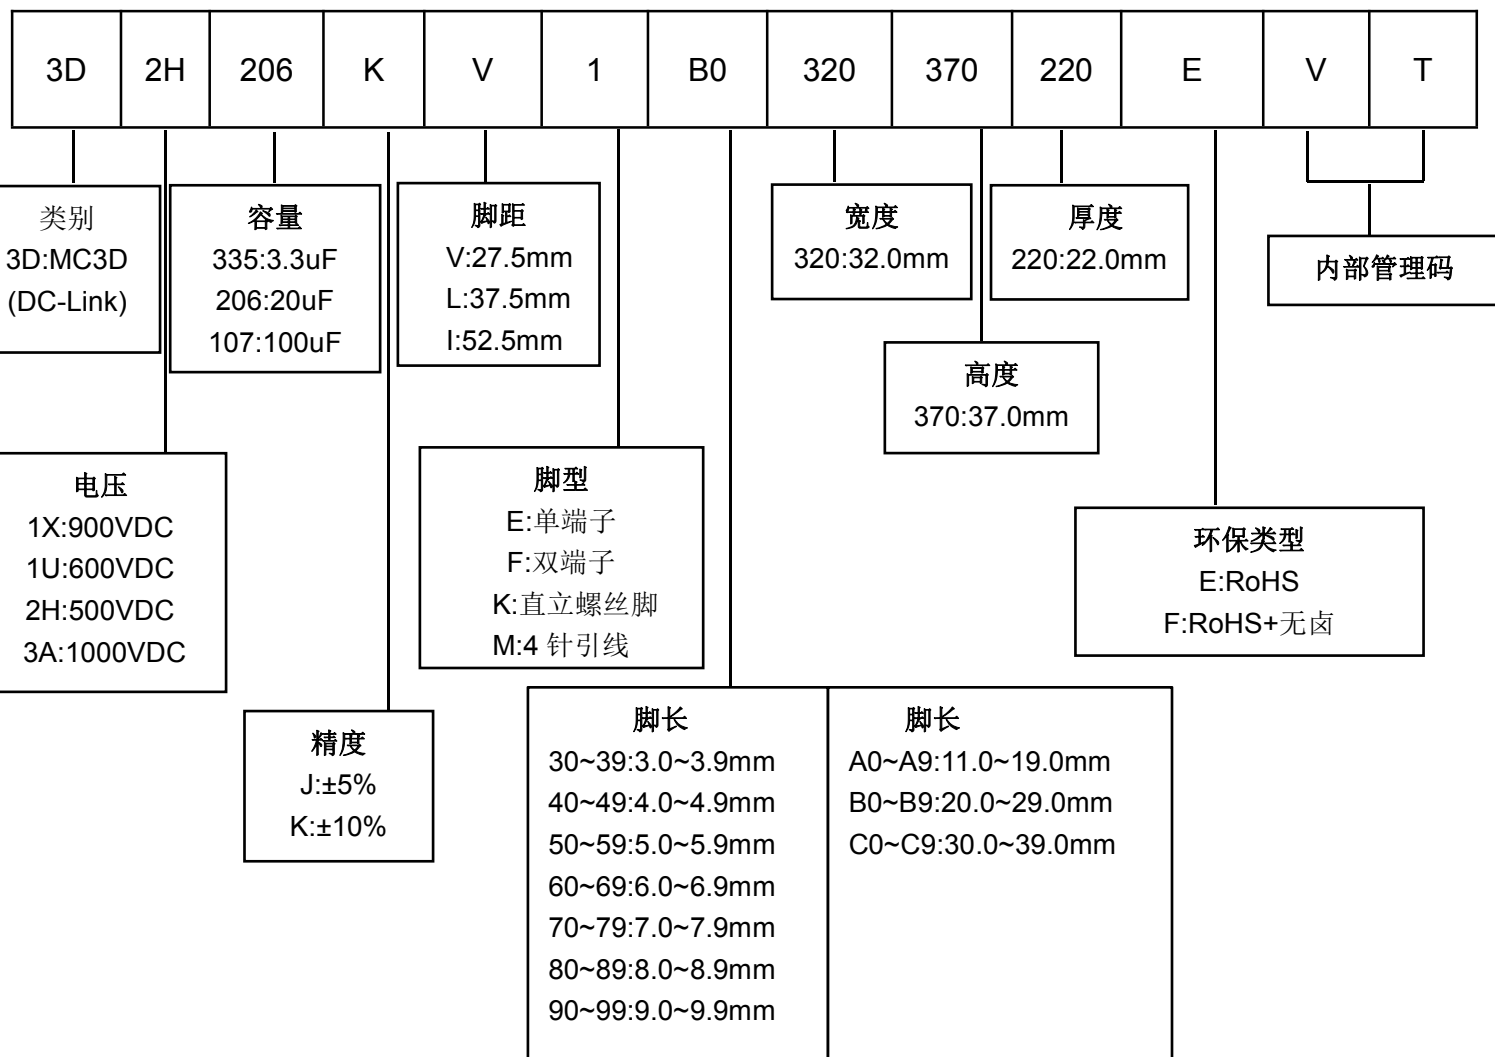 3D 2H 206 K V 1 B0 320 370 220 E V T
类别
3D:MC3D
(DC-Link)
容量
335:3.3uF
206:20uF
107:100uF
脚距
V:27.5mm
L:37.5mm
I:52.5mm
宽度
320:32.0mm
厚度
220:22.0mm
内部管理码
高度
370:37.0mm
电压
1X:900VDC
1U:600VDC
2H:500VDC
3A:1000VDC
脚型
E:单端子
F:双端子
K:直立螺丝脚
M:4 针引线
环保类型
E:RoHS
F:RoHS+无卤
精度
J:±5%
K:±10%
脚长
30~39:3.0~3.9mm
40~49:4.0~4.9mm
50~59:5.0~5.9mm
60~69:6.0~6.9mm
70~79:7.0~7.9mm
80~89:8.0~8.9mm
90~99:9.0~9.9mm
脚长
A0~A9:11.0~19.0mm
B0~B9:20.0~29.0mm
C0~C9:30.0~39.0mm